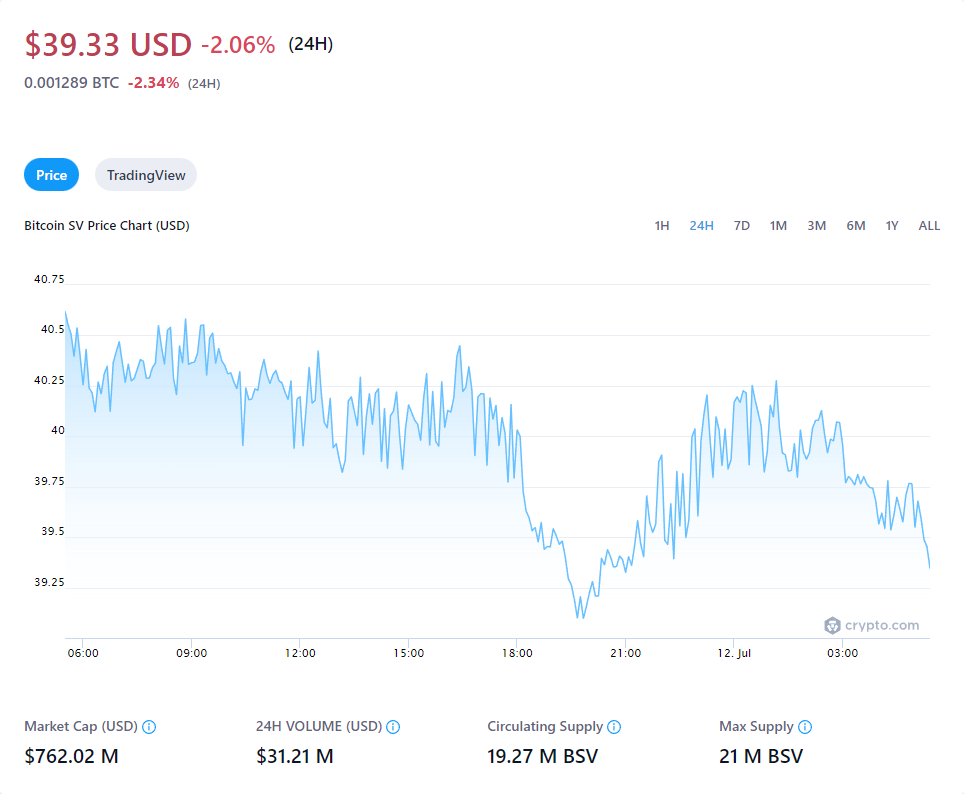 $39.33 USD -2.06% (24H)
0.001289 BTC -2.34% (24H)
Price TradingView
Bitcoin SV Price Chart (USD) 1H 24H 7D 1M 3M 6M 1Y ALL
40.75
40.5
40.25
40
39.75
39.5
39.25
crypto.com
06:00 09:00 12:00 15:00 18:00 21:00 12. Jul 03:00
Market Cap (USD) 24H VOLUME (USD) Circulating Supply Max Supply
$762.02 M $31.21 M 19.27 M BSV 21 M BSV